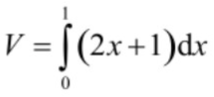 V = ∫₀¹ (2x + 1)dx